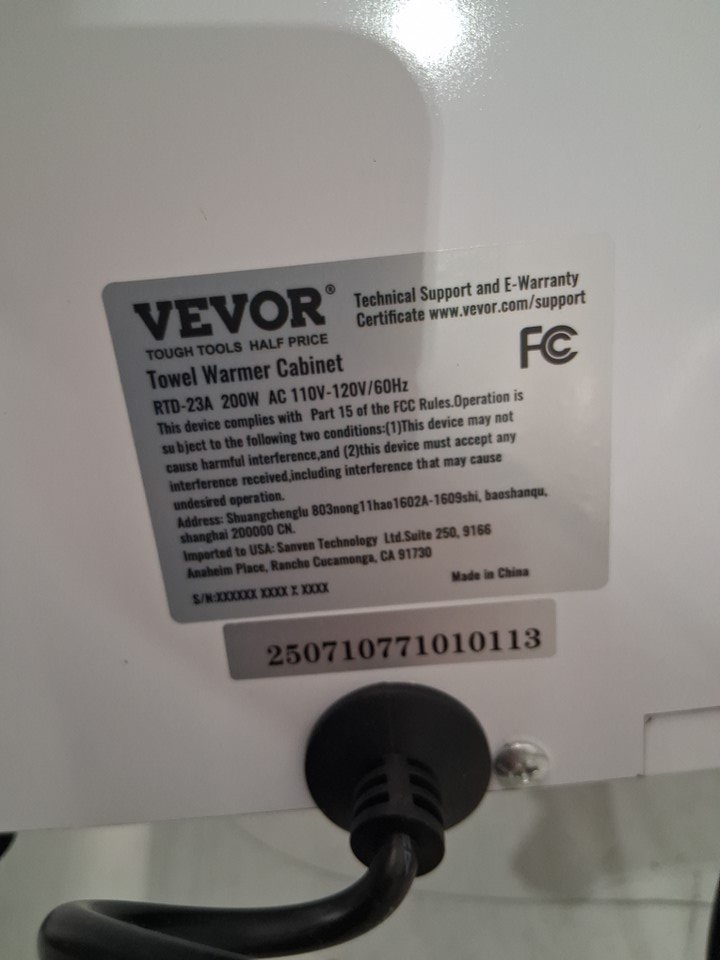 VEVOR®
TOUGH TOOLS HALF PRICE
Technical Support and E-Warranty
Certificate www.vevor.com/support
FC
Towel Warmer Cabinet
RTD-23A 200W AC 110V-120V/60Hz
This device complies with Part 15 of the FCC Rules.Operation is
su bject to the following two conditions:(1)This device may not
cause harmful interference,and (2)this device must accept any
interference received,including interference that may cause
undesired operation.
Address: Shuangchenglu 803nong11hao1602A-1609shi, baoshanqu,
shanghai 200000 CN.
Imported to USA: Sanven Technology Ltd.Suite 250, 9166
Anaheim Place, Rancho Cucamonga, CA 91730
Made in China
S/N:XXXXXX XXXX X XXXX
250710771010113